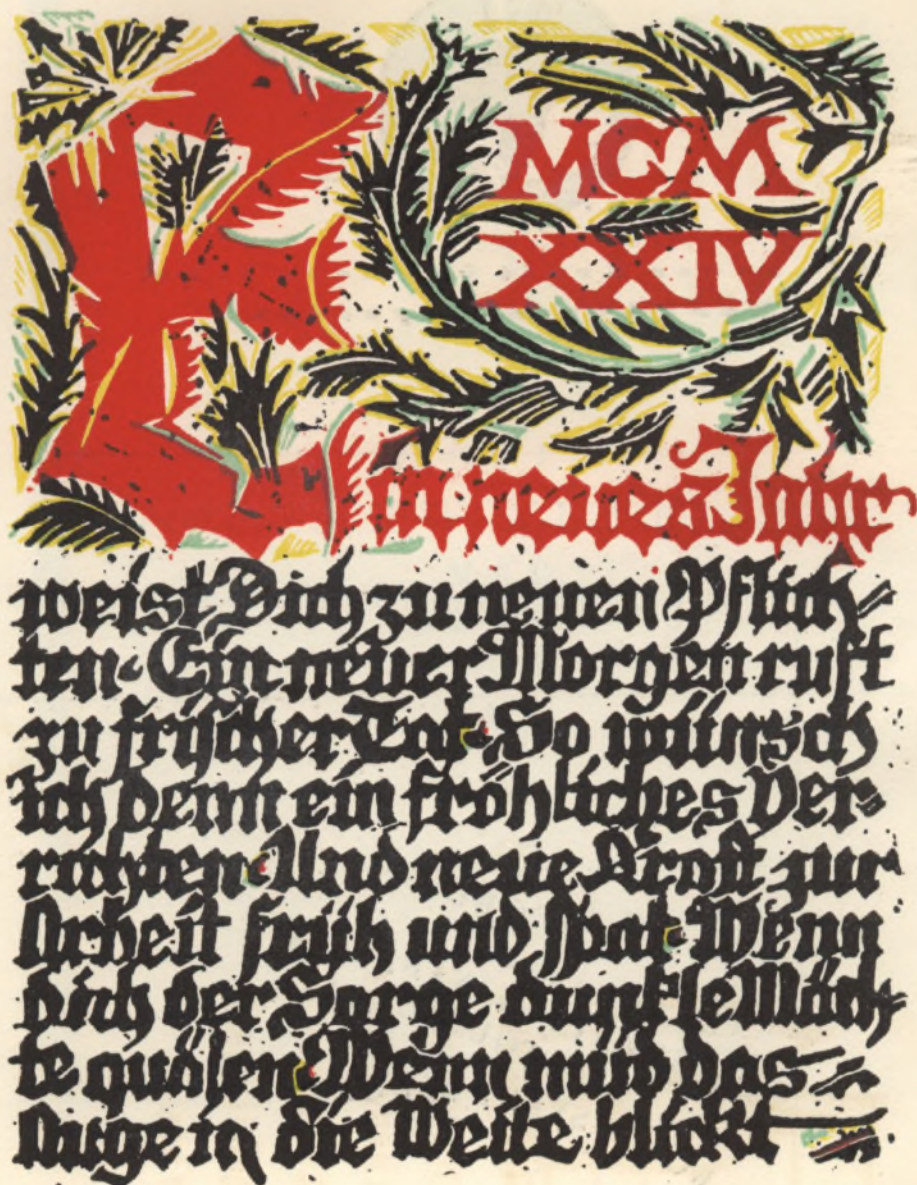 MCM
XXIV
Ein neues Jahr
weist Dich zu neuen Pflich-
ten. Ein neuer Morgen ruft
zu frischer Tat. So wünsch
ich denn ein fröhliches Ver-
richten. Und neue Kraft zur
Arbeit früh und spat. Wenn
dich der Sorge dunkle Mäch-
te quälen. Wenn müd das
Auge in die Weite blickt